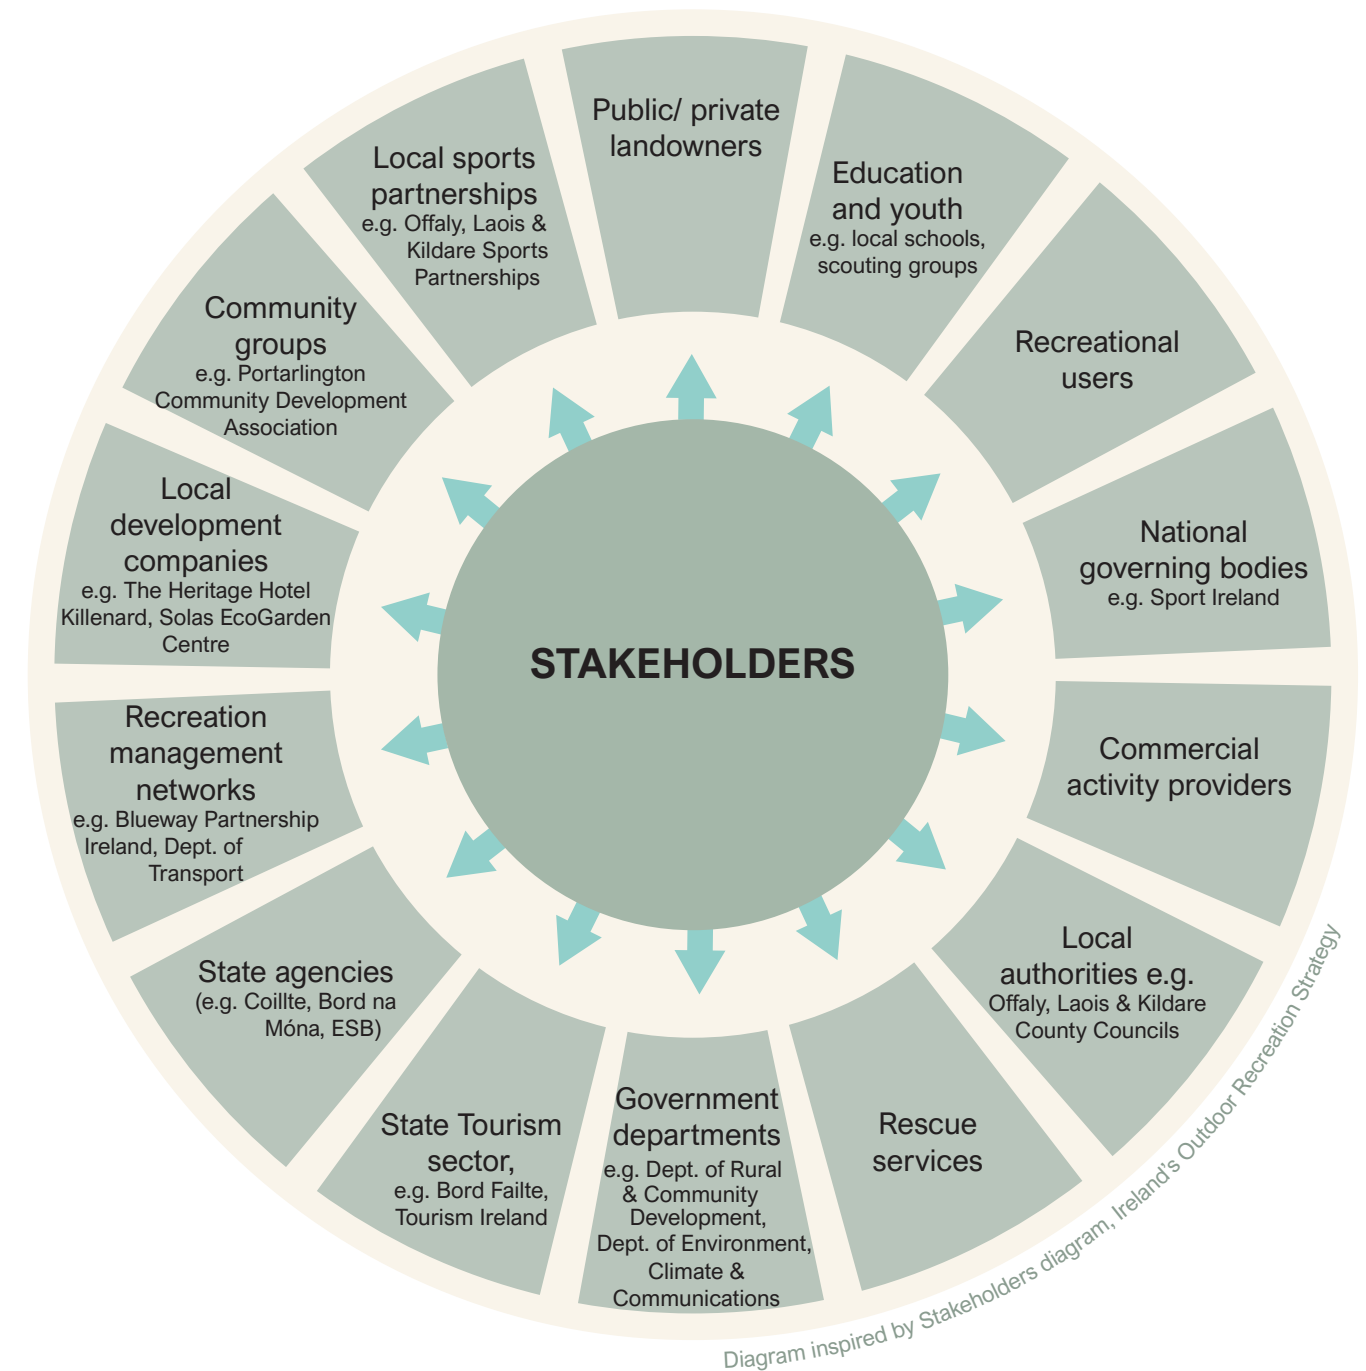 Public/ private
landowners
Education
and youth
e.g. local schools,
scouting groups
Recreational
users
National
governing bodies
e.g. Sport Ireland
Commercial
activity providers
Local
authorities e.g.
Offaly, Laois & Kildare
County Councils
Rescue
services
Government
departments
e.g. Dept. of Rural
& Community
Development,
Dept. of Environment,
Climate &
Communications
State Tourism
sector,
e.g. Bord Failte,
Tourism Ireland
State agencies
(e.g. Coillte, Bord na
Móna, ESB)
Recreation
management
networks
e.g. Blueway Partnership
Ireland, Dept. of
Transport
Local
development
companies
e.g. The Heritage Hotel
Killenard, Solas EcoGarden
Centre
Community
groups
e.g. Portarlington
Community Development
Association
Local sports
partnerships
e.g. Offaly, Laois &
Kildare Sports
Partnerships
STAKEHOLDERS
Diagram inspired by Stakeholders diagram, Ireland's Outdoor Recreation Strategy